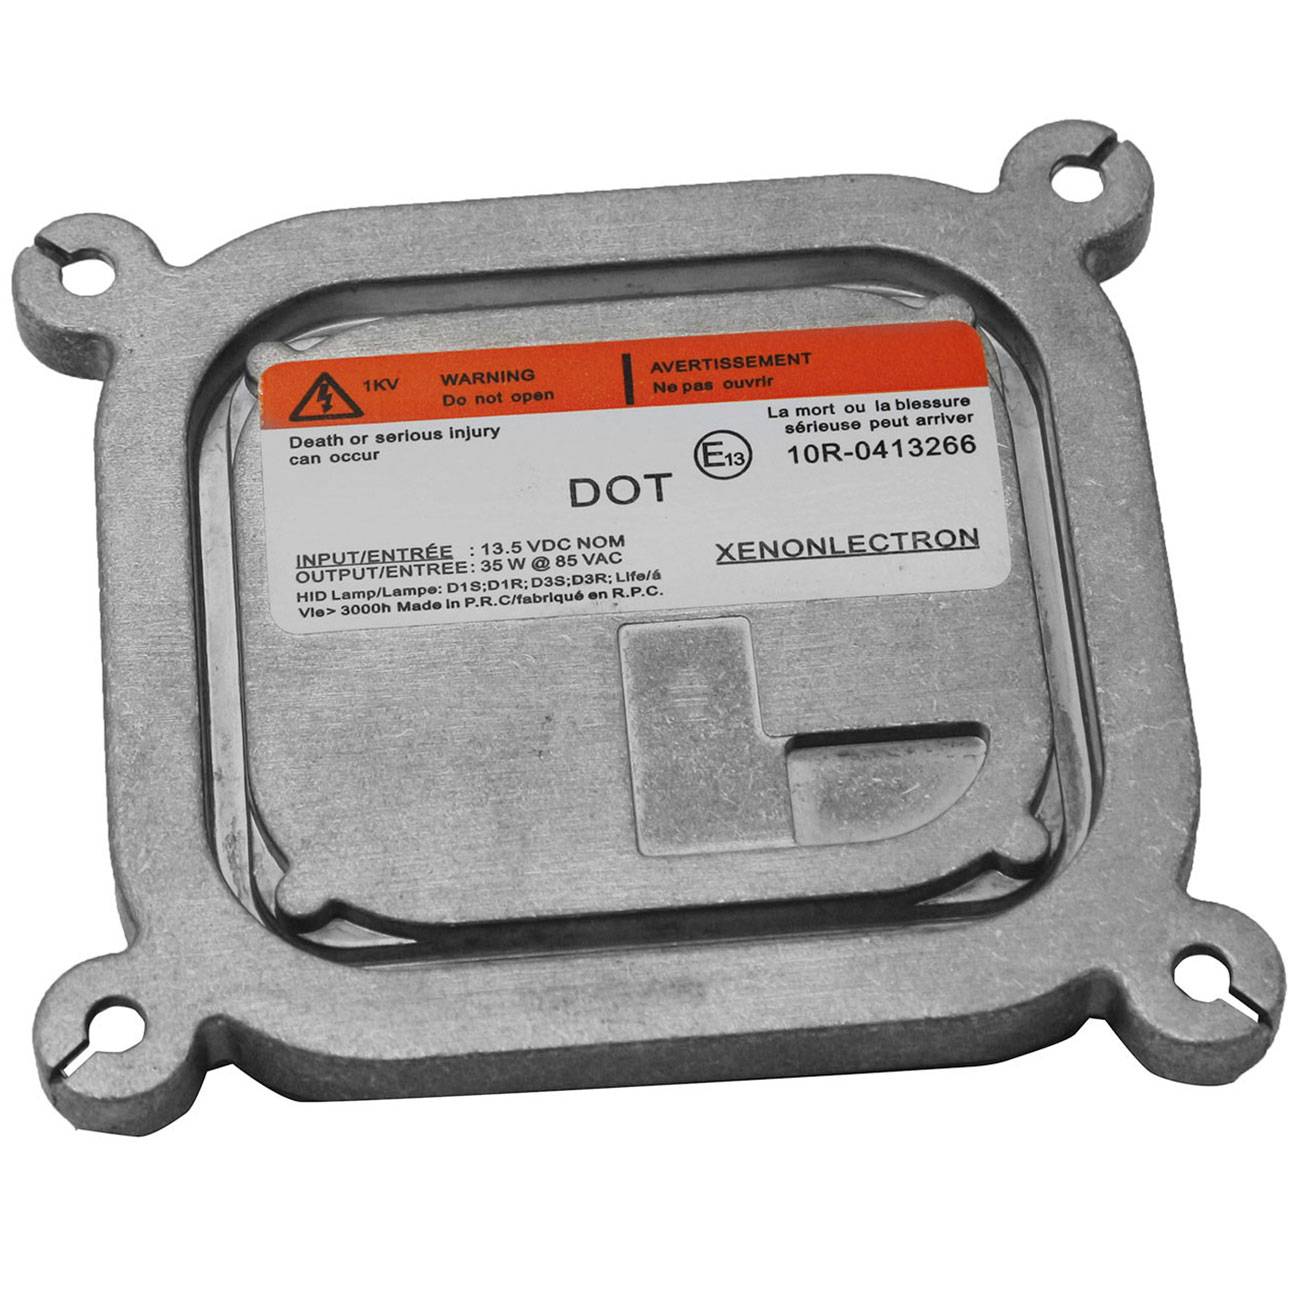 1KV WARNING AVERTISSEMENT
Do not open Ne pas ouvrir
Death or serious injury
can occur
La mort ou la blessure
sérieuse peut arriver
E13 10R-0413266
DOT
INPUT/ENTRÉE : 13.5 VDC NOM
OUTPUT/ENTREE: 35 W @ 85 VAC
XENONLECTRON
HID Lamp/Lampe: D1S;D1R; D3S;D3R; Life/á
Vie> 3000h Made in P.R.C/fabriqué en R.P.C.